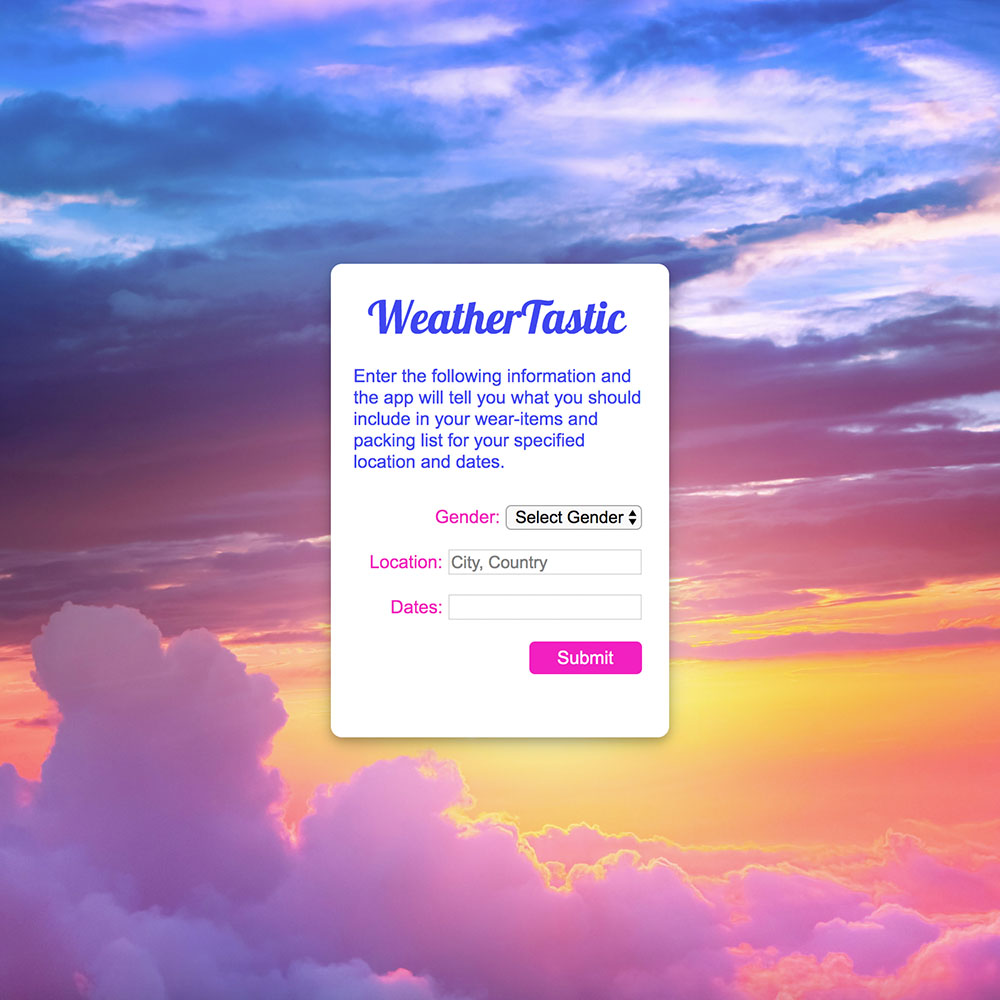 WeatherTastic
Enter the following information and
the app will tell you what you should
include in your wear-items and
packing list for your specified
location and dates.
Gender: Select Gender
Location: City, Country
Dates:
Submit